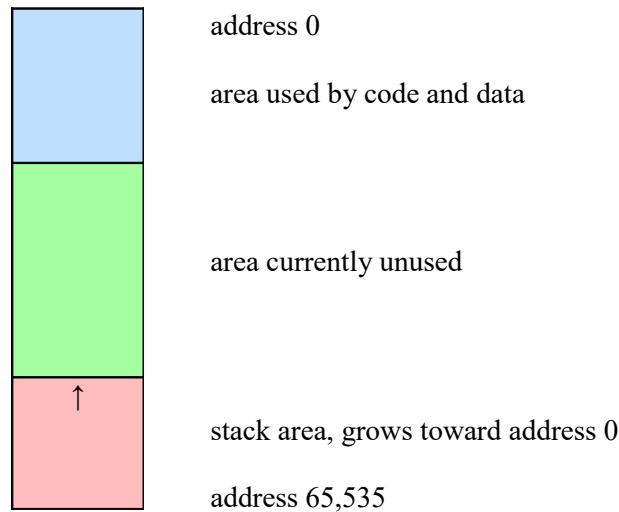 address 0
area used by code and data
area currently unused
↑
stack area, grows toward address 0
address 65,535